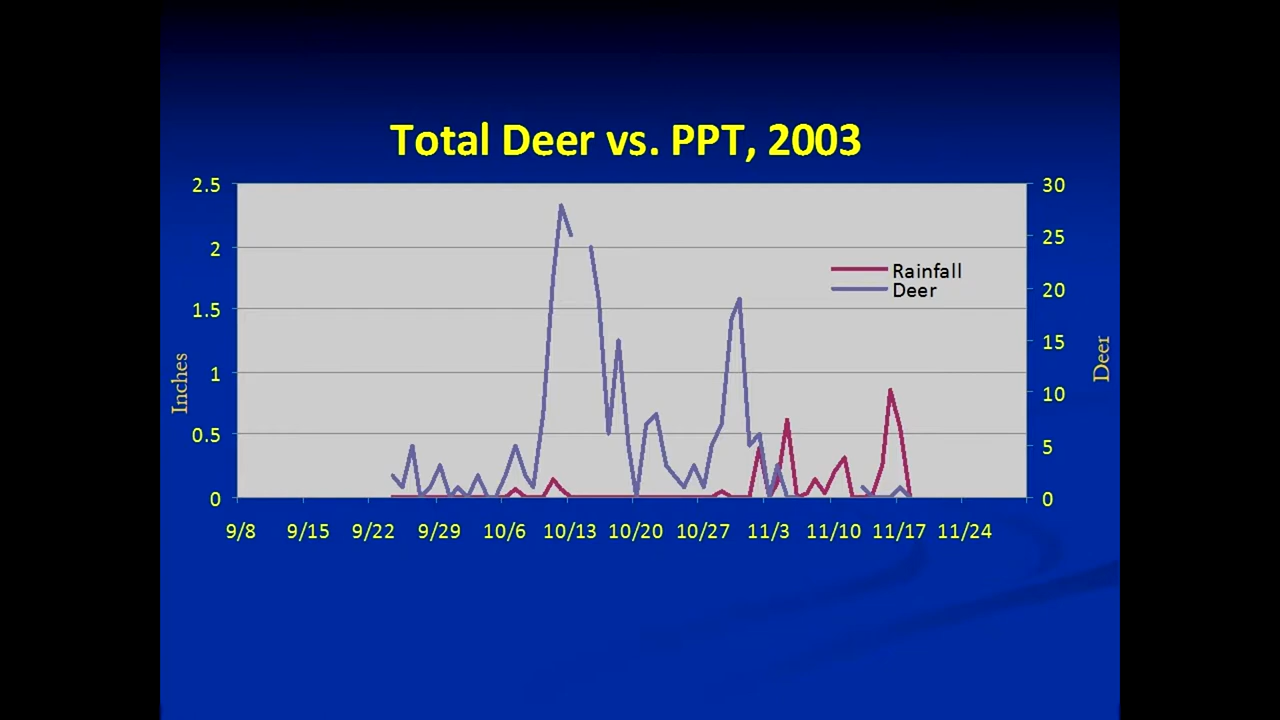 Total Deer vs. PPT, 2003
2.5
2
1.5
1
0.5
0
Inches
30
25
20
15
10
5
0
Deer
Rainfall
Deer
9/8 9/15 9/22 9/29 10/6 10/13 10/20 10/27 11/3 11/10 11/17 11/24